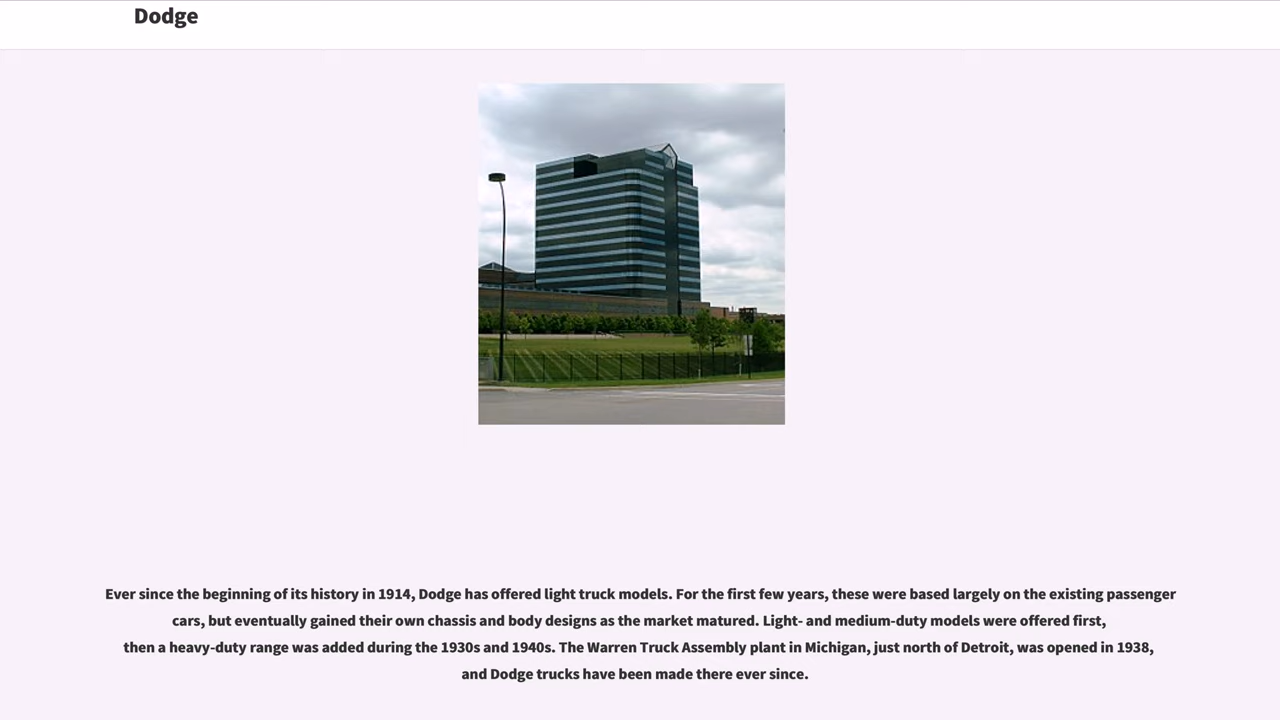 Dodge
Ever since the beginning of its history in 1914, Dodge has offered light truck models. For the first few years, these were based largely on the existing passenger
cars, but eventually gained their own chassis and body designs as the market matured. Light- and medium-duty models were offered first,
then a heavy-duty range was added during the 1930s and 1940s. The Warren Truck Assembly plant in Michigan, just north of Detroit, was opened in 1938,
and Dodge trucks have been made there ever since.